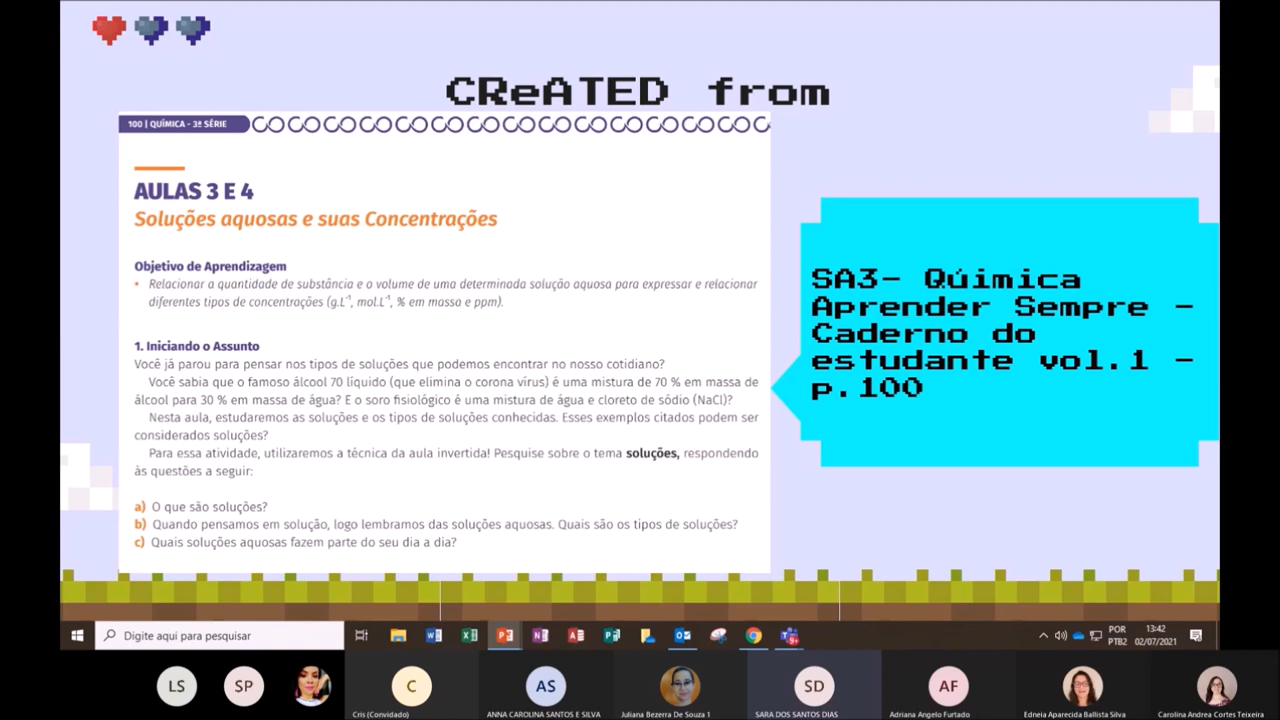 CReATED from
100 | QUÍMICA - 3ª SÉRIE
AULAS 3 E 4
Soluções aquosas e suas Concentrações
Objetivo de Aprendizagem
• Relacionar a quantidade de substância e o volume de uma determinada solução aquosa para expressar e relacionar
diferentes tipos de concentrações (g.L⁻¹, mol.L⁻¹, % em massa e ppm).
1. Iniciando o Assunto
Você já parou para pensar nos tipos de soluções que podemos encontrar no nosso cotidiano?
Você sabia que o famoso álcool 70 líquido (que elimina o corona vírus) é uma mistura de 70 % em massa de
álcool para 30 % em massa de água? E o soro fisiológico é uma mistura de água e cloreto de sódio (NaCl)?
Nesta aula, estudaremos as soluções e os tipos de soluções conhecidas. Esses exemplos citados podem ser
considerados soluções?
Para essa atividade, utilizaremos a técnica da aula invertida! Pesquise sobre o tema soluções, respondendo
às questões a seguir:
a) O que são soluções?
b) Quando pensamos em solução, logo lembramos das soluções aquosas. Quais são os tipos de soluções?
c) Quais soluções aquosas fazem parte do seu dia a dia?
SA3- Qúimica
Aprender Sempre -
Caderno do
estudante vol.1 -
p.100
Digite aqui para pesquisar
POR
PTB2
13:42
02/07/2021
LS
SP
C
AS
SD
AF
Cris (Convidado)
ANNA CAROLINA SANTOS E SILVA
Juliana Bezerra De Souza 1
SARA DOS SANTOS DIAS
Adriana Angelo Furtado
Edneia Aparecida Ballista Silva
Carolina Andrea Cortes Teixeira